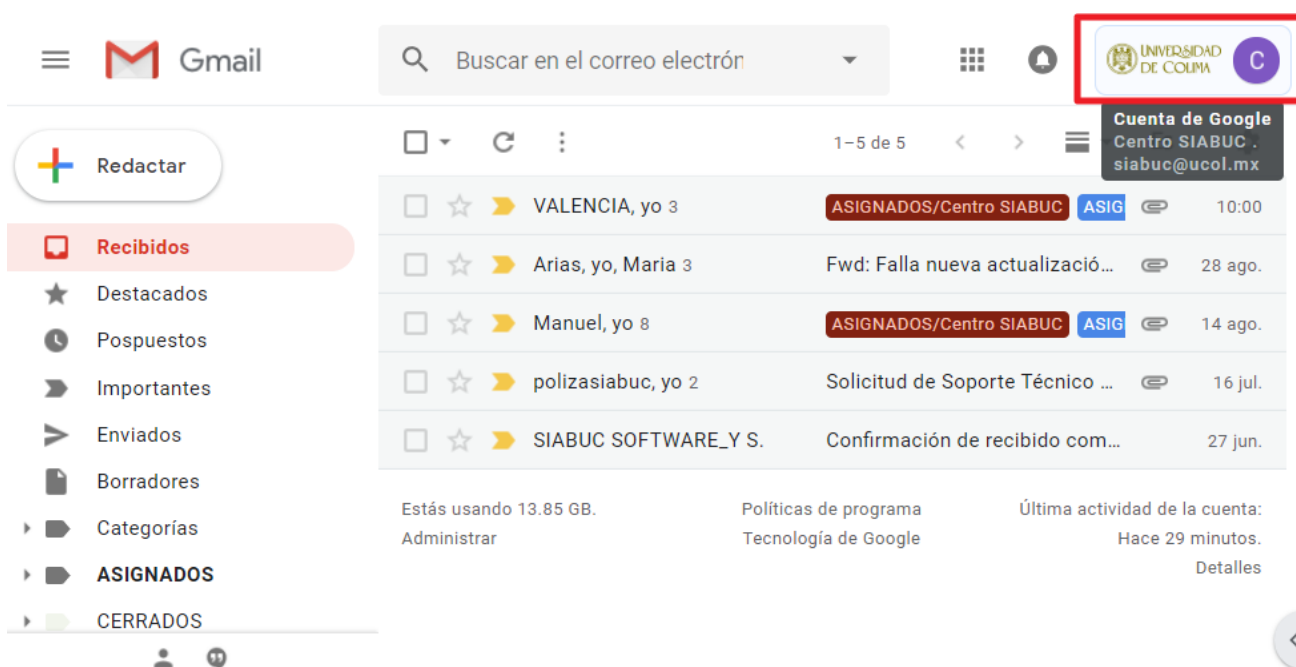 Gmail
Buscar en el correo electrón
UNIVERSIDAD
DE COLIMA
C
Cuenta de Google
Centro SIABUC .
siabuc@ucol.mx
Redactar
1–5 de 5
Recibidos
Destacados
Pospuestos
Importantes
Enviados
Borradores
Categorías
ASIGNADOS
CERRADOS
VALENCIA, yo 3 ASIGNADOS/Centro SIABUC ASIG 10:00
Arias, yo, Maria 3 Fwd: Falla nueva actualizació... 28 ago.
Manuel, yo 8 ASIGNADOS/Centro SIABUC ASIG 14 ago.
polizasiabuc, yo 2 Solicitud de Soporte Técnico ... 16 jul.
SIABUC SOFTWARE_Y S. Confirmación de recibido com... 27 jun.
Estás usando 13.85 GB.
Administrar
Políticas de programa
Tecnología de Google
Última actividad de la cuenta:
Hace 29 minutos.
Detalles